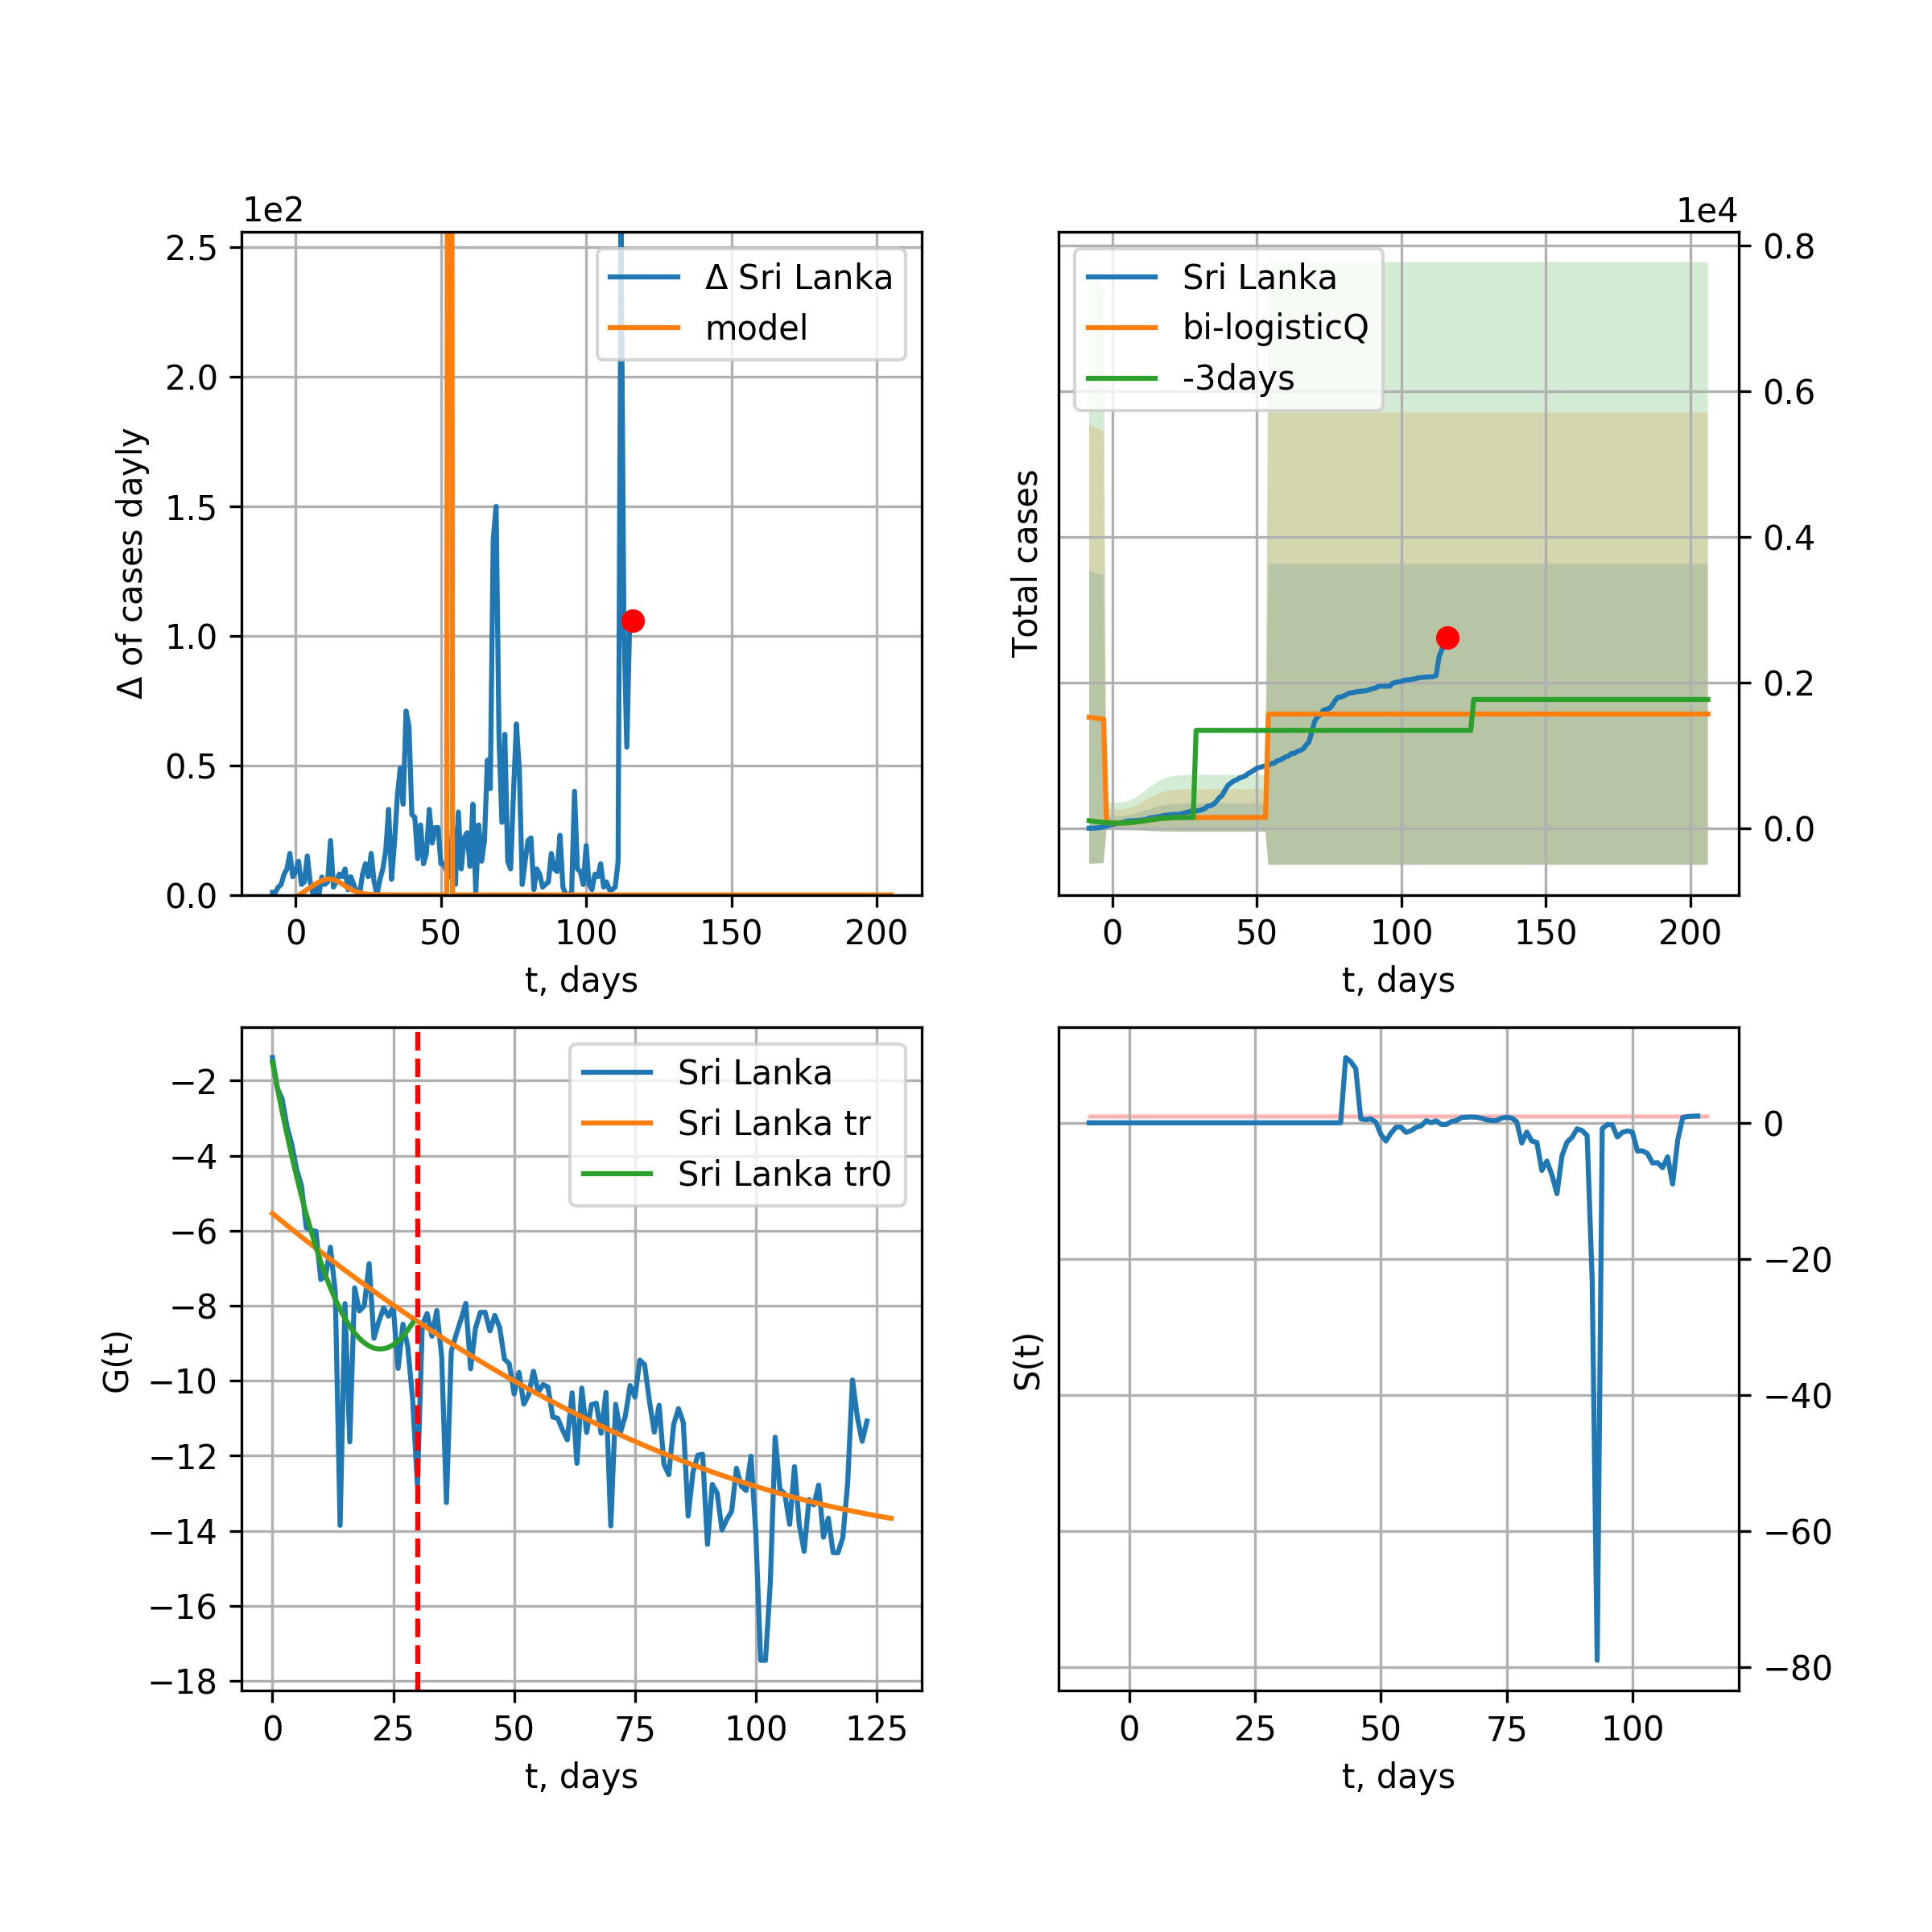 1e2
2.5
2.0
1.5
1.0
0.5
0.0
Δ of cases dayly
Δ Sri Lanka
model
0 50 100 150 200
t, days
1e4
0.8
0.6
0.4
0.2
0.0
Total cases
Sri Lanka
bi-logisticQ
-3days
0 50 100 150 200
t, days
−2
−4
−6
−8
−10
−12
−14
−16
−18
G(t)
Sri Lanka
Sri Lanka tr
Sri Lanka tr0
0 25 50 75 100 125
t, days
S(t)
0
−20
−40
−60
−80
0 25 50 75 100
t, days